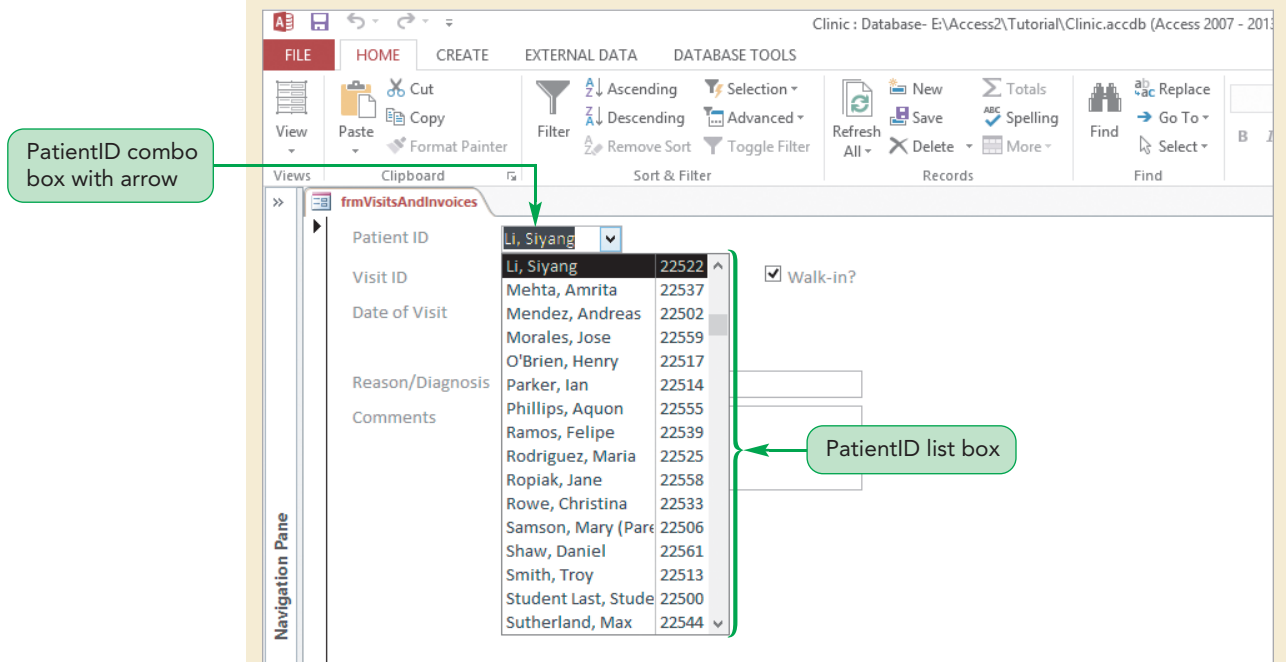 Clinic : Database- E:\Access2\Tutorial\Clinic.accdb (Access 2007 - 2013
FILE HOME CREATE EXTERNAL DATA DATABASE TOOLS
View
Views
Paste
Cut
Copy
Format Painter
Clipboard
Filter
Ascending
Descending
Remove Sort
Selection
Advanced
Toggle Filter
Sort & Filter
Refresh
All
New
Save
Delete
Totals
Spelling
More
Records
Find
Replace
Go To
Select
Find
B I
PatientID combo
box with arrow
frmVisitsAndInvoices
Patient ID Li, Siyang
Visit ID
Date of Visit
Reason/Diagnosis
Comments
Walk-in?
Li, Siyang 22522
Mehta, Amrita 22537
Mendez, Andreas 22502
Morales, Jose 22559
O'Brien, Henry 22517
Parker, Ian 22514
Phillips, Aquon 22555
Ramos, Felipe 22539
Rodriguez, Maria 22525
Ropiak, Jane 22558
Rowe, Christina 22533
Samson, Mary (Pare 22506
Shaw, Daniel 22561
Smith, Troy 22513
Student Last, Stude 22500
Sutherland, Max 22544
PatientID list box
Navigation Pane